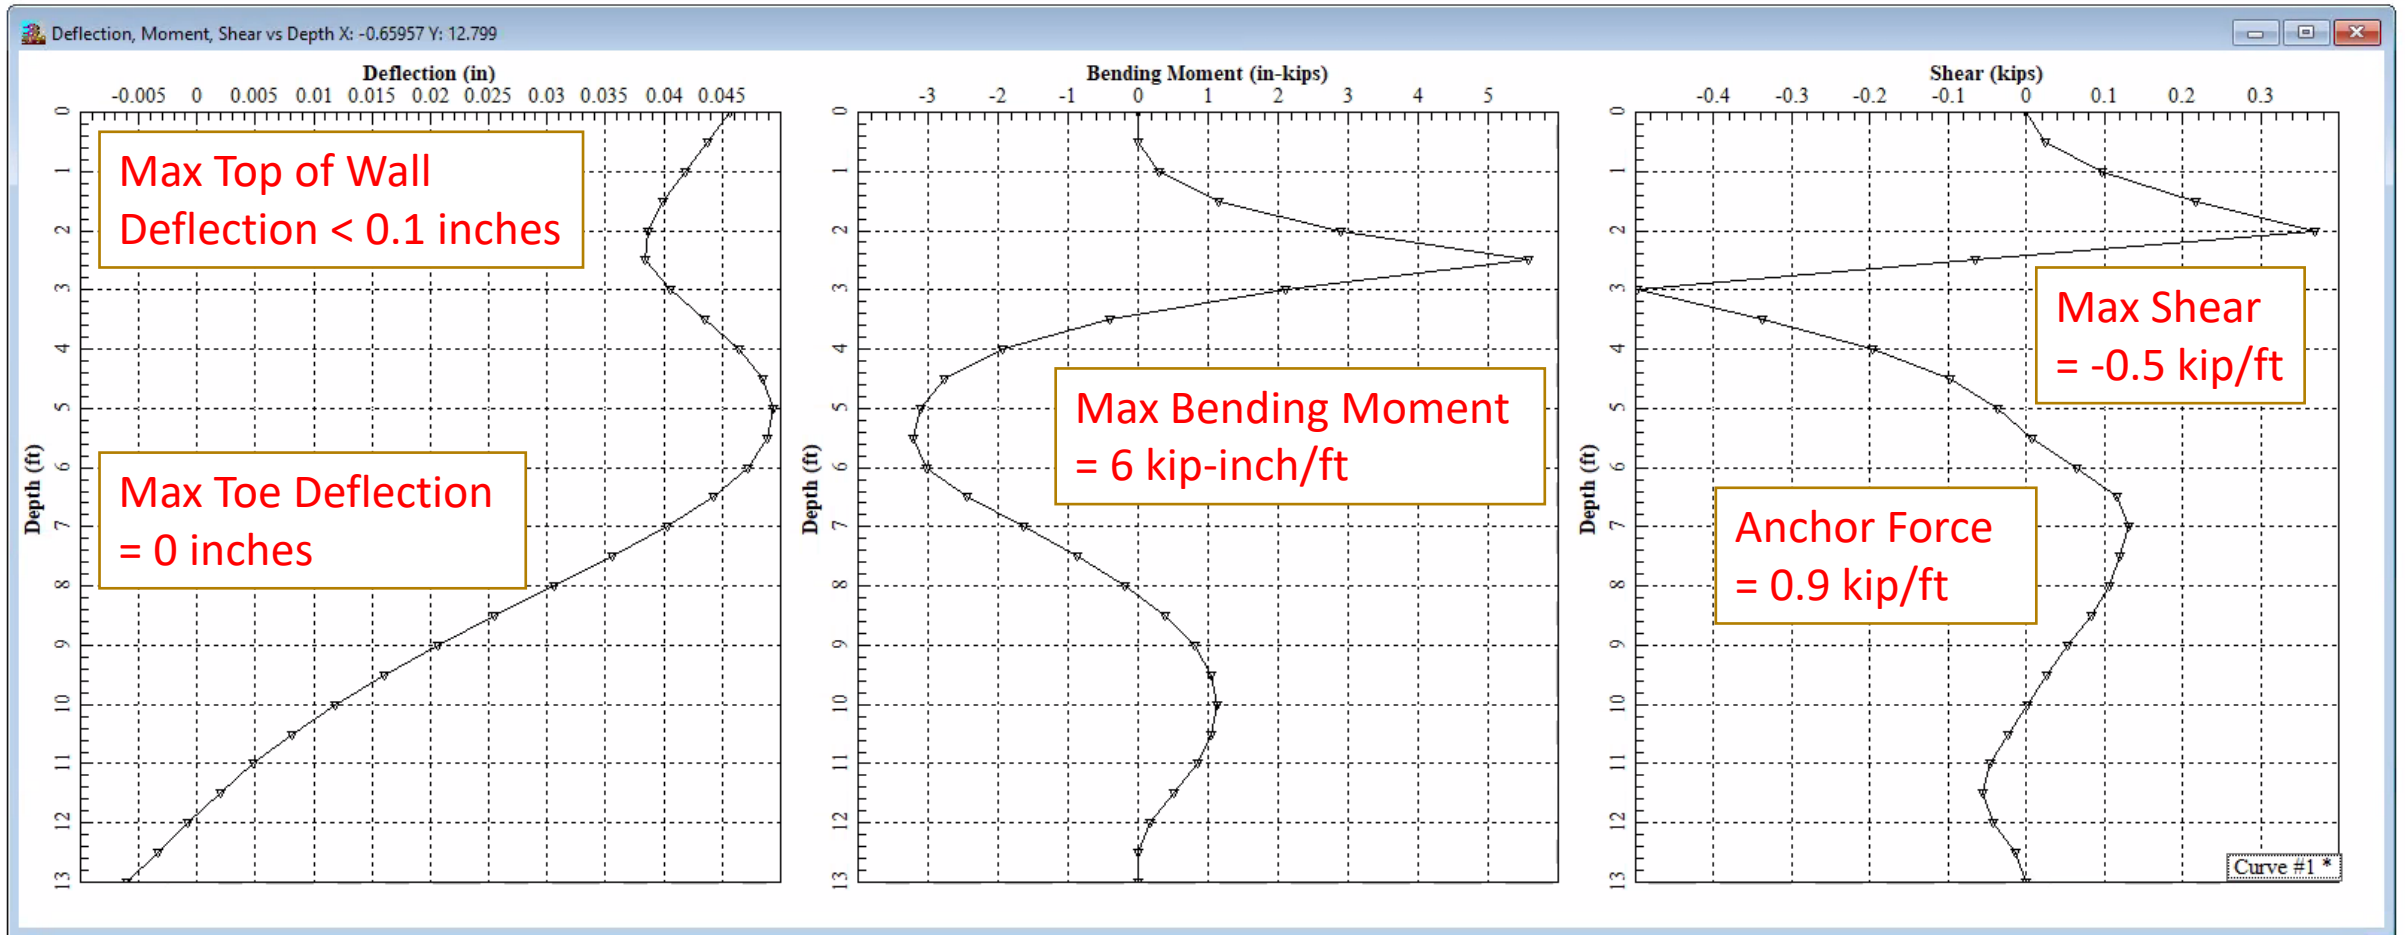 Deflection, Moment, Shear vs Depth X: -0.65957 Y: 12.799
Deflection (in)
-0.005 0 0.005 0.01 0.015 0.02 0.025 0.03 0.035 0.04 0.045
Depth (ft)
0
1
2
3
4
5
6
7
8
9
10
11
12
13
Max Top of Wall
Deflection < 0.1 inches
Max Toe Deflection
= 0 inches
Bending Moment (in-kips)
-3 -2 -1 0 1 2 3 4 5
Depth (ft)
0
1
2
3
4
5
6
7
8
9
10
11
12
13
Max Bending Moment
= 6 kip-inch/ft
Shear (kips)
-0.4 -0.3 -0.2 -0.1 0 0.1 0.2 0.3
Depth (ft)
0
1
2
3
4
5
6
7
8
9
10
11
12
13
Max Shear
= -0.5 kip/ft
Anchor Force
= 0.9 kip/ft
Curve #1 *